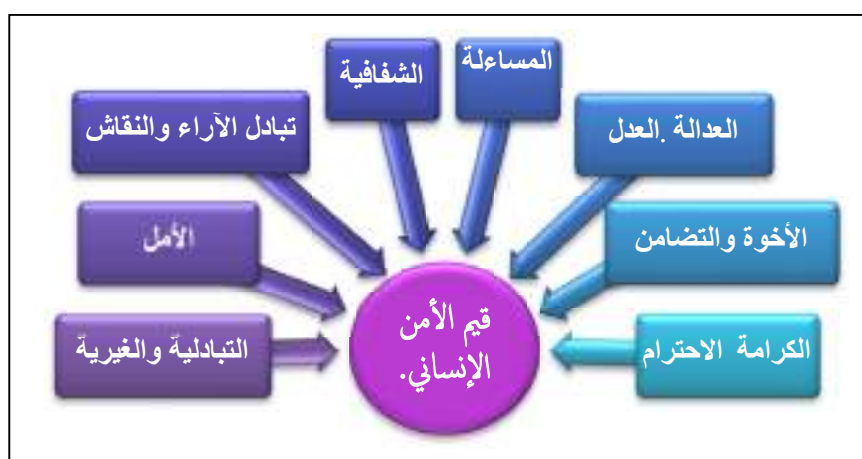 المساءلة
الشفافية
العدالة .العدل
تبادل الآراء والنقاش
الأخوة والتضامن
الأمل
قيم الأمن
الإنساني.
الكرامة الاحترام
التبادلية والغيرية